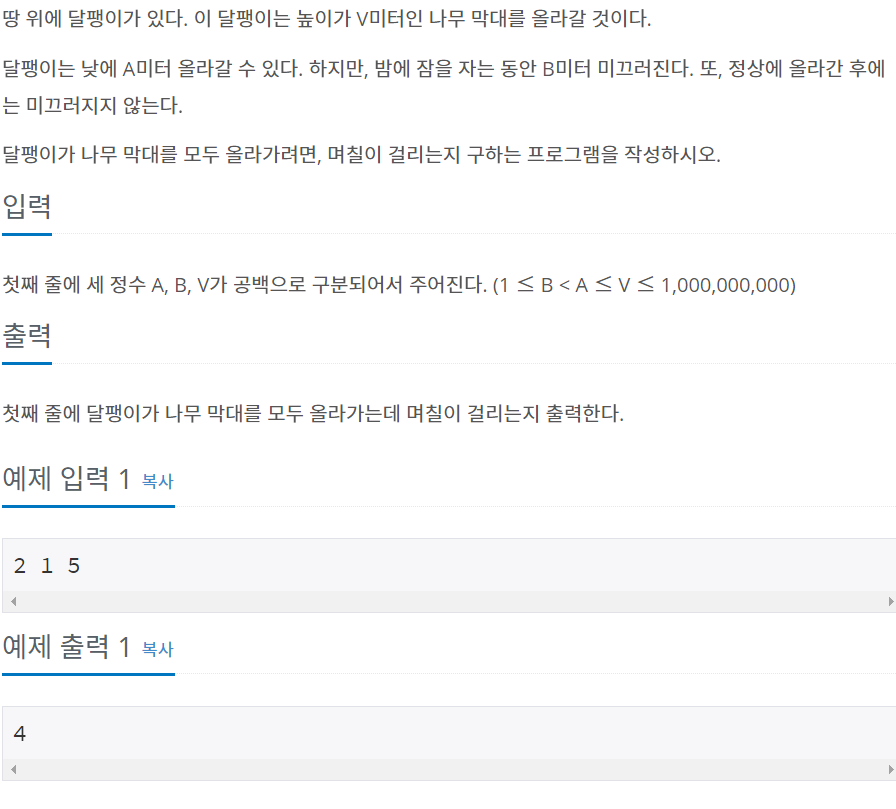 땅 위에 달팽이가 있다. 이 달팽이는 높이가 V미터인 나무 막대를 올라갈 것이다.
달팽이는 낮에 A미터 올라갈 수 있다. 하지만, 밤에 잠을 자는 동안 B미터 미끄러진다. 또, 정상에 올라간 후에
는 미끄러지지 않는다.
달팽이가 나무 막대를 모두 올라가려면, 며칠이 걸리는지 구하는 프로그램을 작성하시오.
입력
첫째 줄에 세 정수 A, B, V가 공백으로 구분되어서 주어진다. (1 ≤ B < A ≤ V ≤ 1,000,000,000)
출력
첫째 줄에 달팽이가 나무 막대를 모두 올라가는데 며칠이 걸리는지 출력한다.
예제 입력 1 복사
2 1 5
예제 출력 1 복사
4